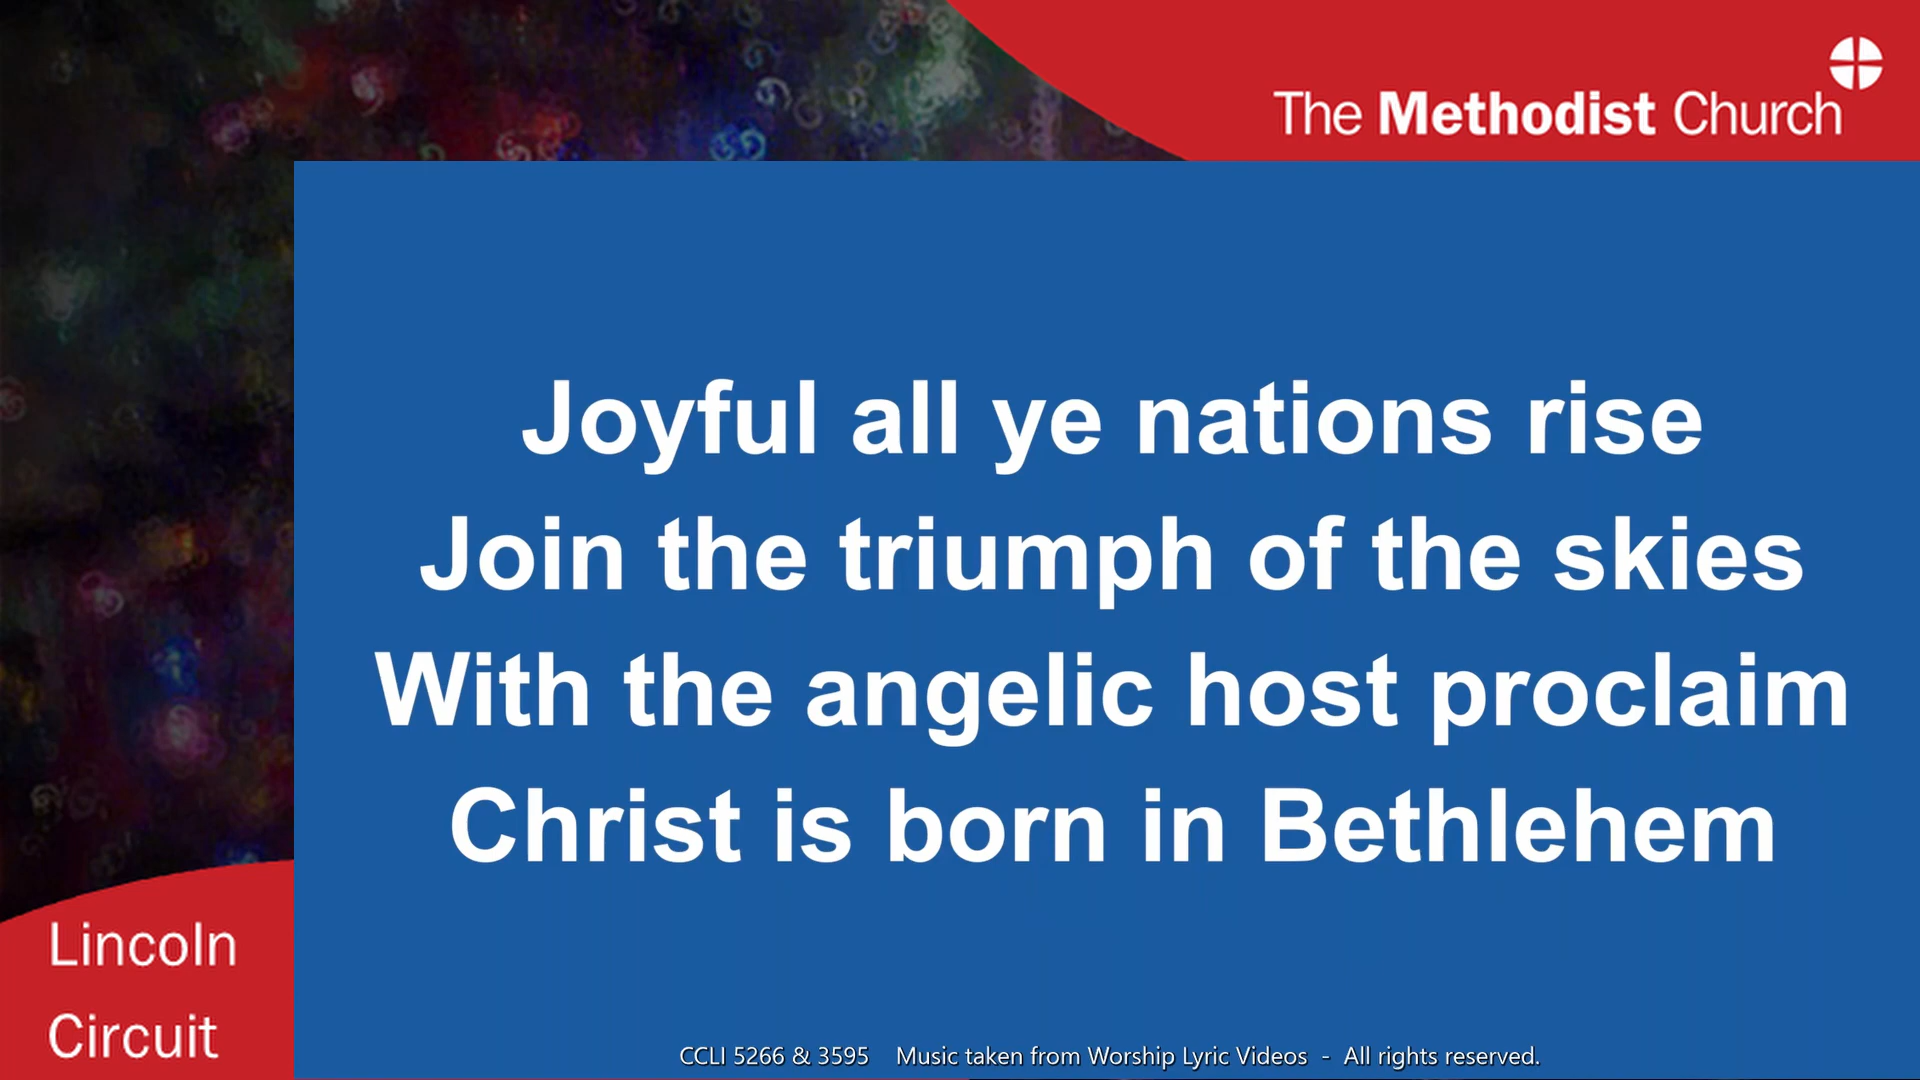 The Methodist Church
Joyful all ye nations rise
Join the triumph of the skies
With the angelic host proclaim
Christ is born in Bethlehem
Lincoln
Circuit
CCLI 5266 & 3595    Music taken from Worship Lyric Videos  -  All rights reserved.